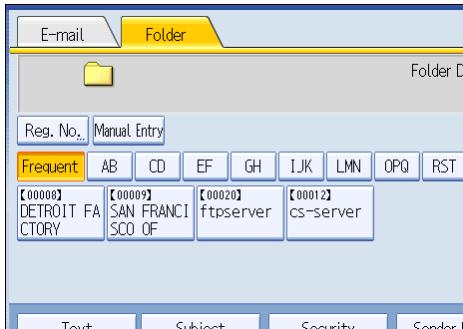 E-mail Folder
Folder D
Reg. No. Manual Entry
Frequent AB CD EF GH IJK LMN OPQ RST
【00008】 【00009】 【00020】 【00012】
DETROIT FA SAN FRANCI ftpserver cs-server
CTORY SCO OF
Text Subject Security Sender